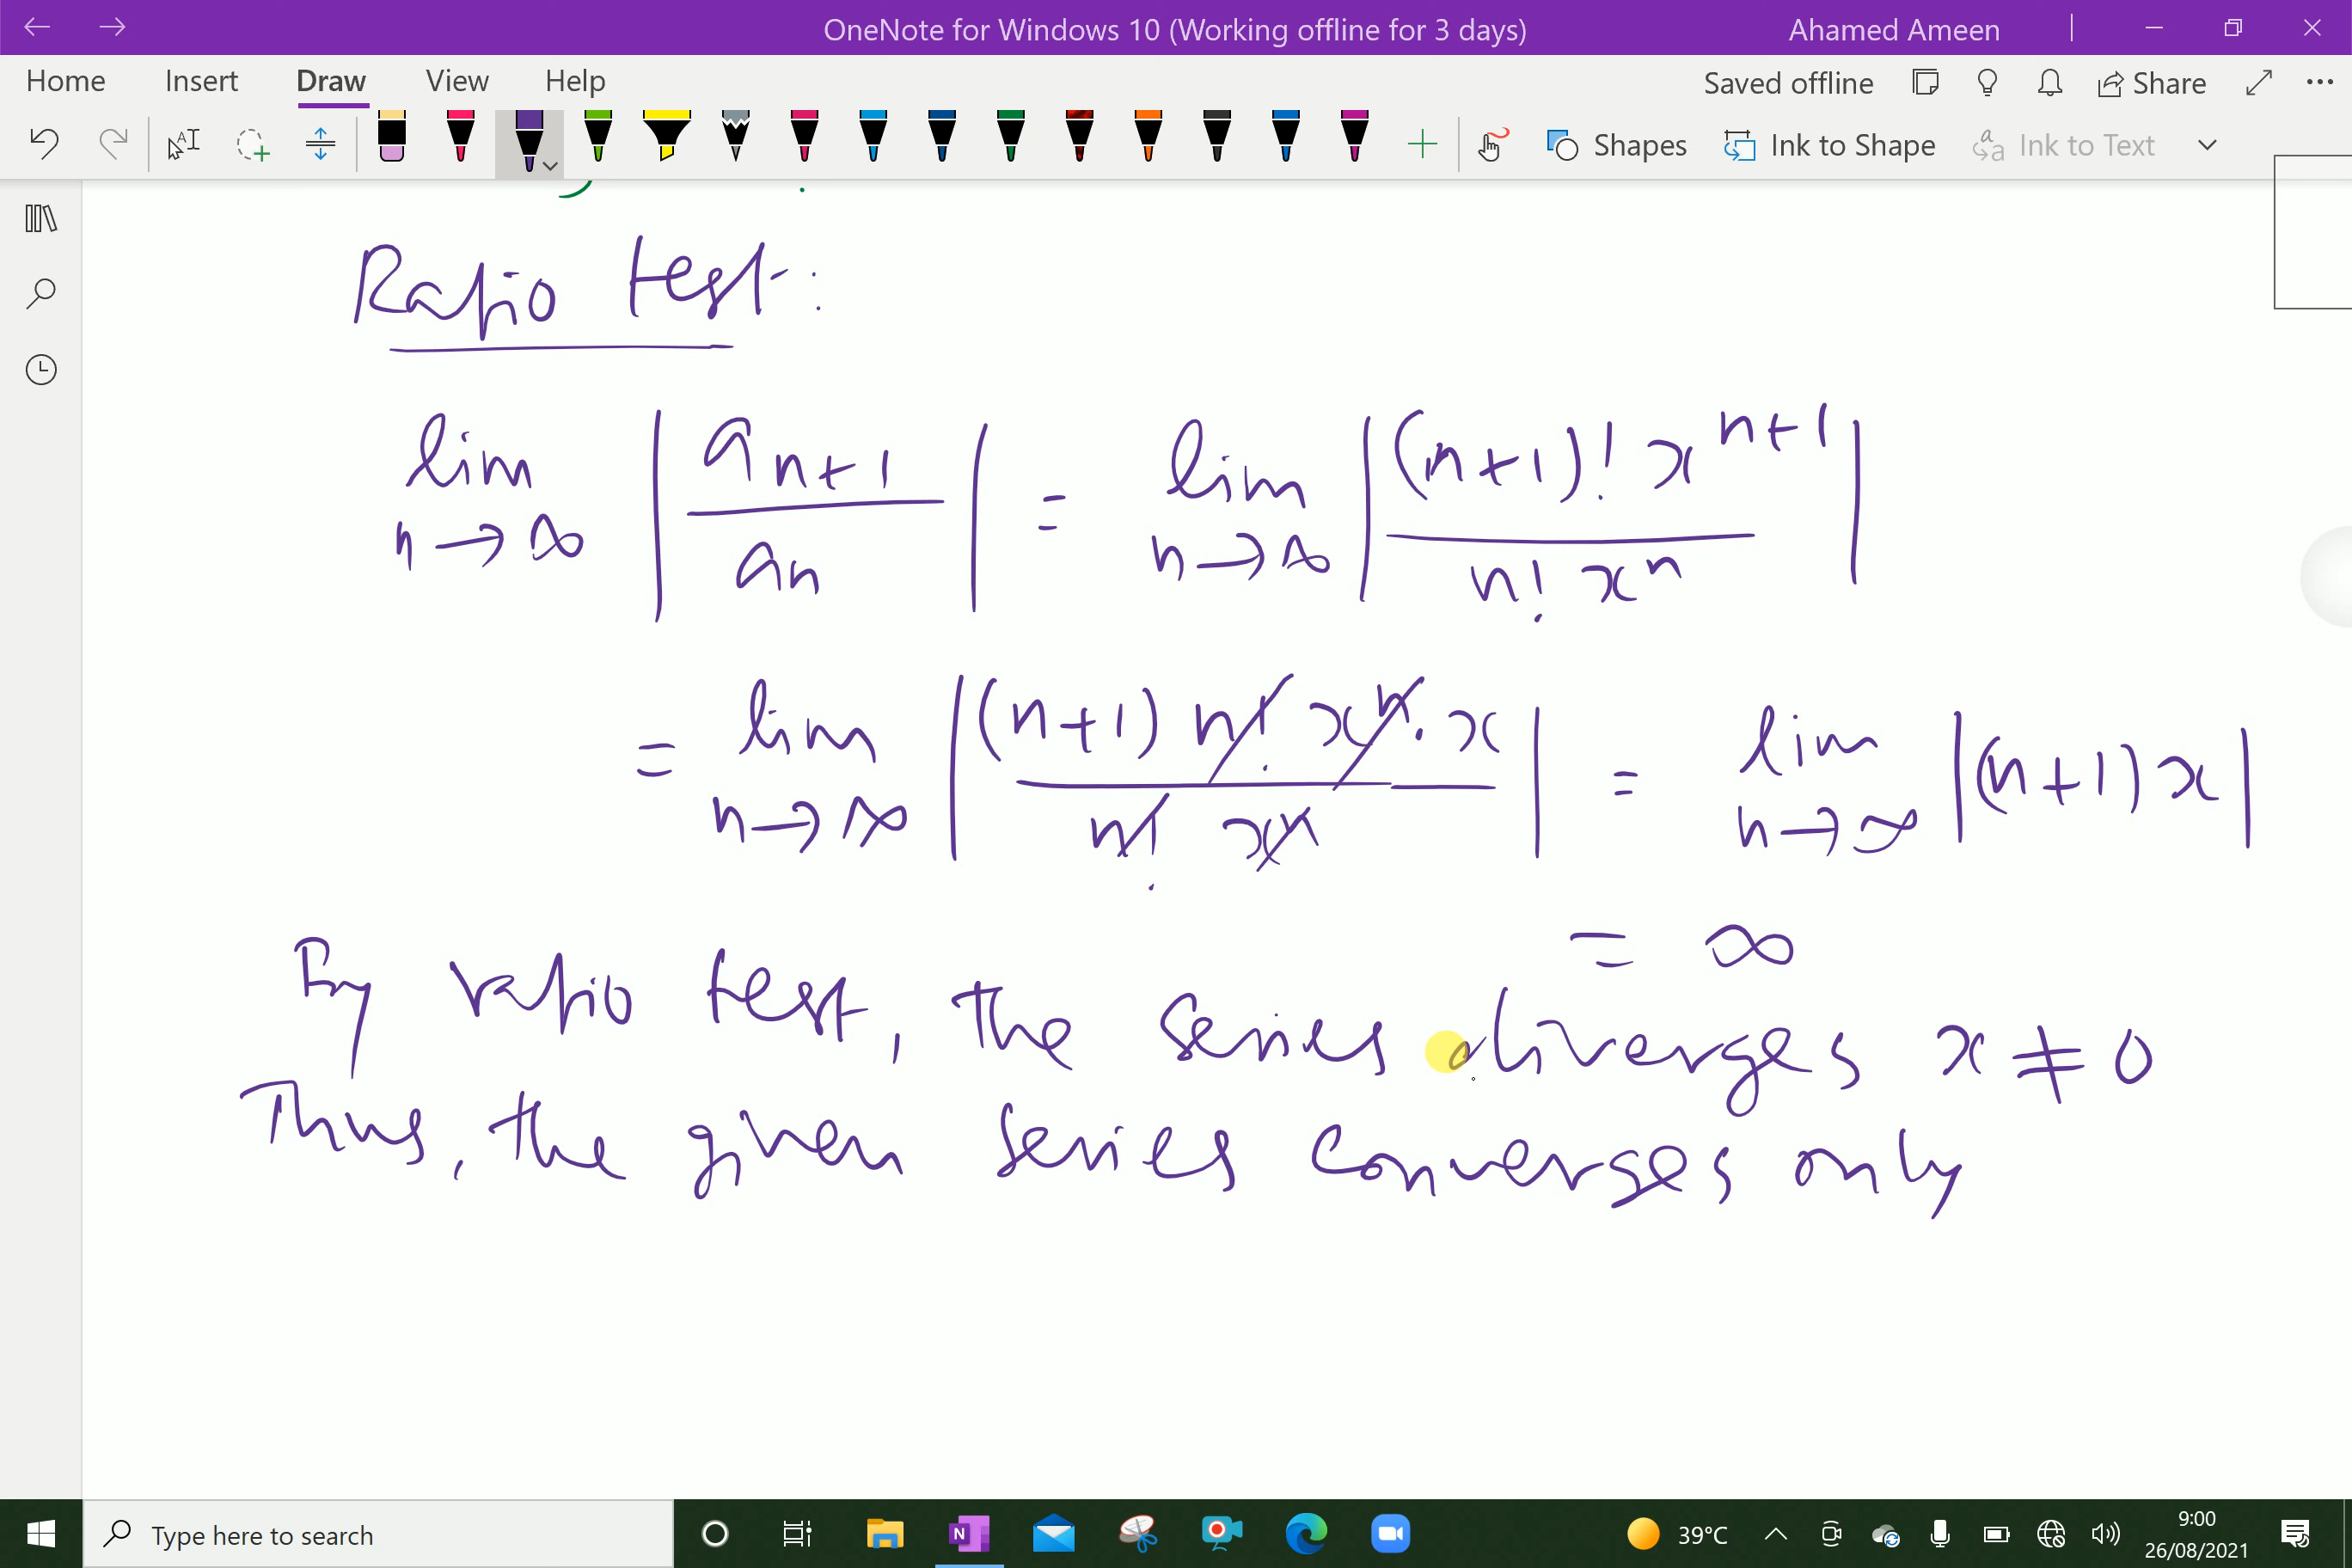 OneNote for Windows 10 (Working offline for 3 days) Ahamed Ameen
Home Insert Draw View Help Saved offline Share
Shapes Ink to Shape Ink to Text
Ratio test:
lim n→∞ | a n+1 / a n | = lim n→∞ | (n+1)! x^n+1 / n! x^n |
= lim n→∞ | (n+1) n! x^n · x / n! x^n | = lim n→∞ |(n+1)x|
= ∞
By ratio test, the series diverges x ≠ 0
Thus, the given series converges only
Type here to search 39°C 9:00
26/08/2021